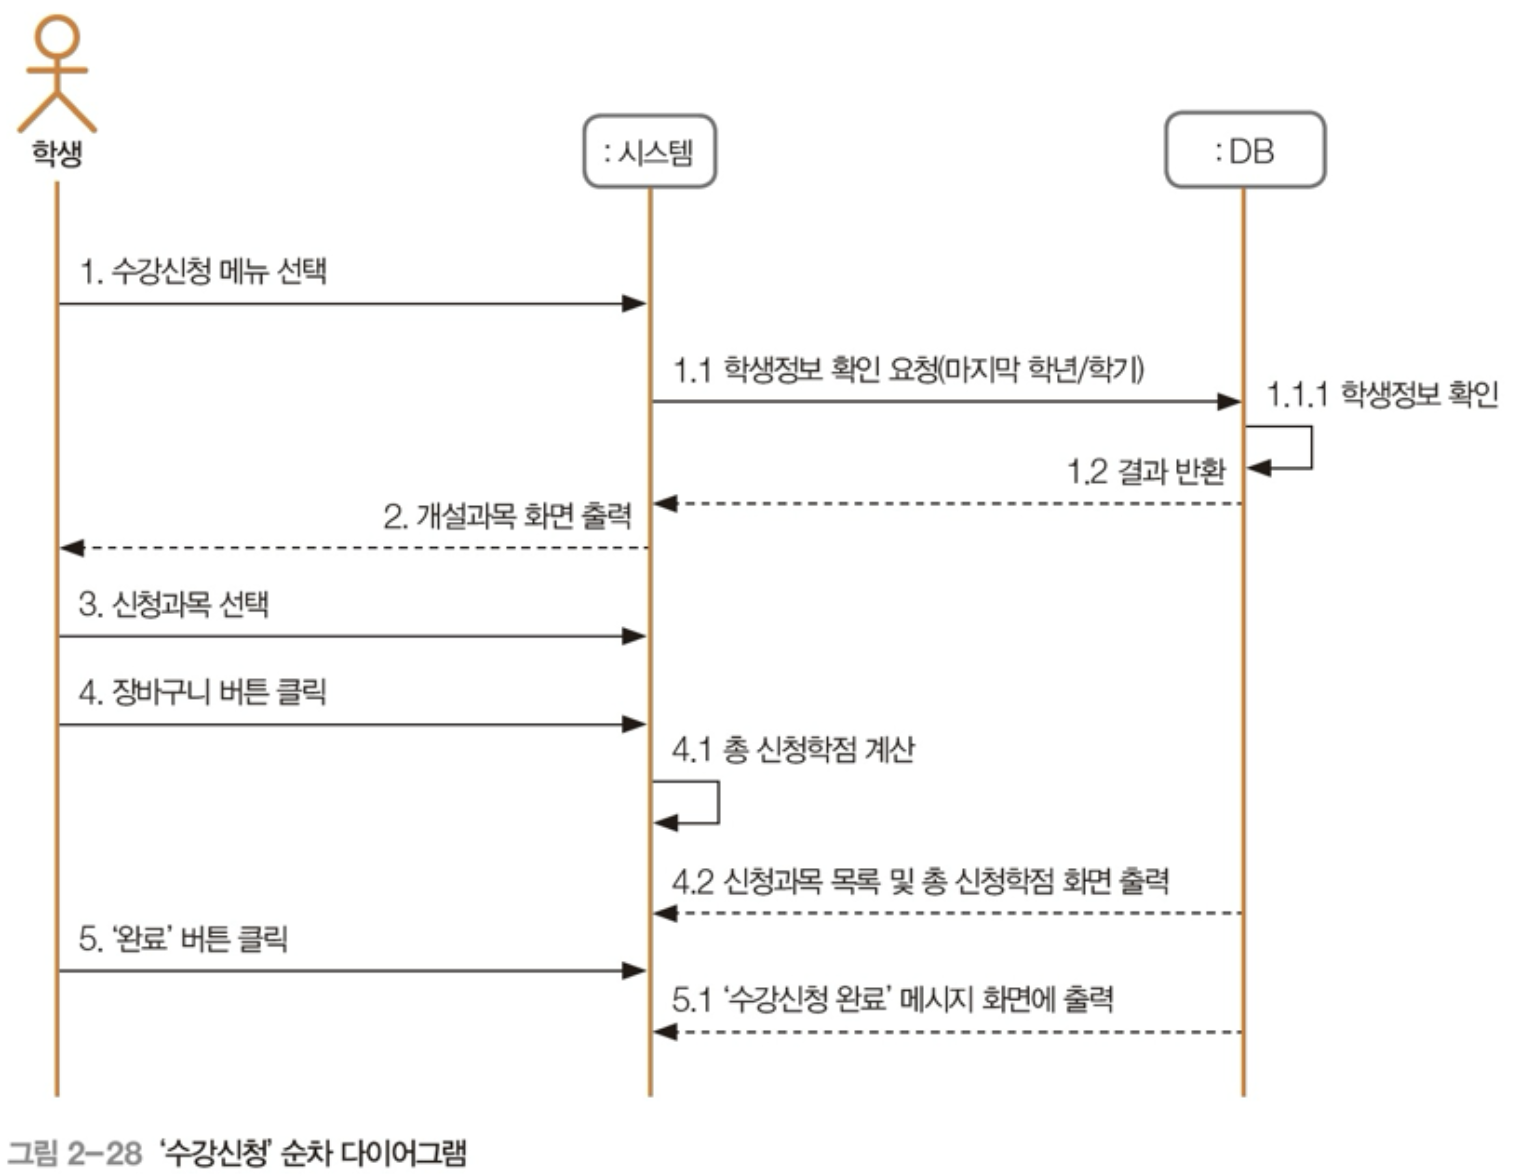 학생
: 시스템
: DB
1. 수강신청 메뉴 선택
1.1 학생정보 확인 요청(마지막 학년/학기)
1.1.1 학생정보 확인
1.2 결과 반환
2. 개설과목 화면 출력
3. 신청과목 선택
4. 장바구니 버튼 클릭
4.1 총 신청학점 계산
4.2 신청과목 목록 및 총 신청학점 화면 출력
5. ‘완료’ 버튼 클릭
5.1 ‘수강신청 완료’ 메시지 화면에 출력
그림 2-28 ‘수강신청’ 순차 다이어그램